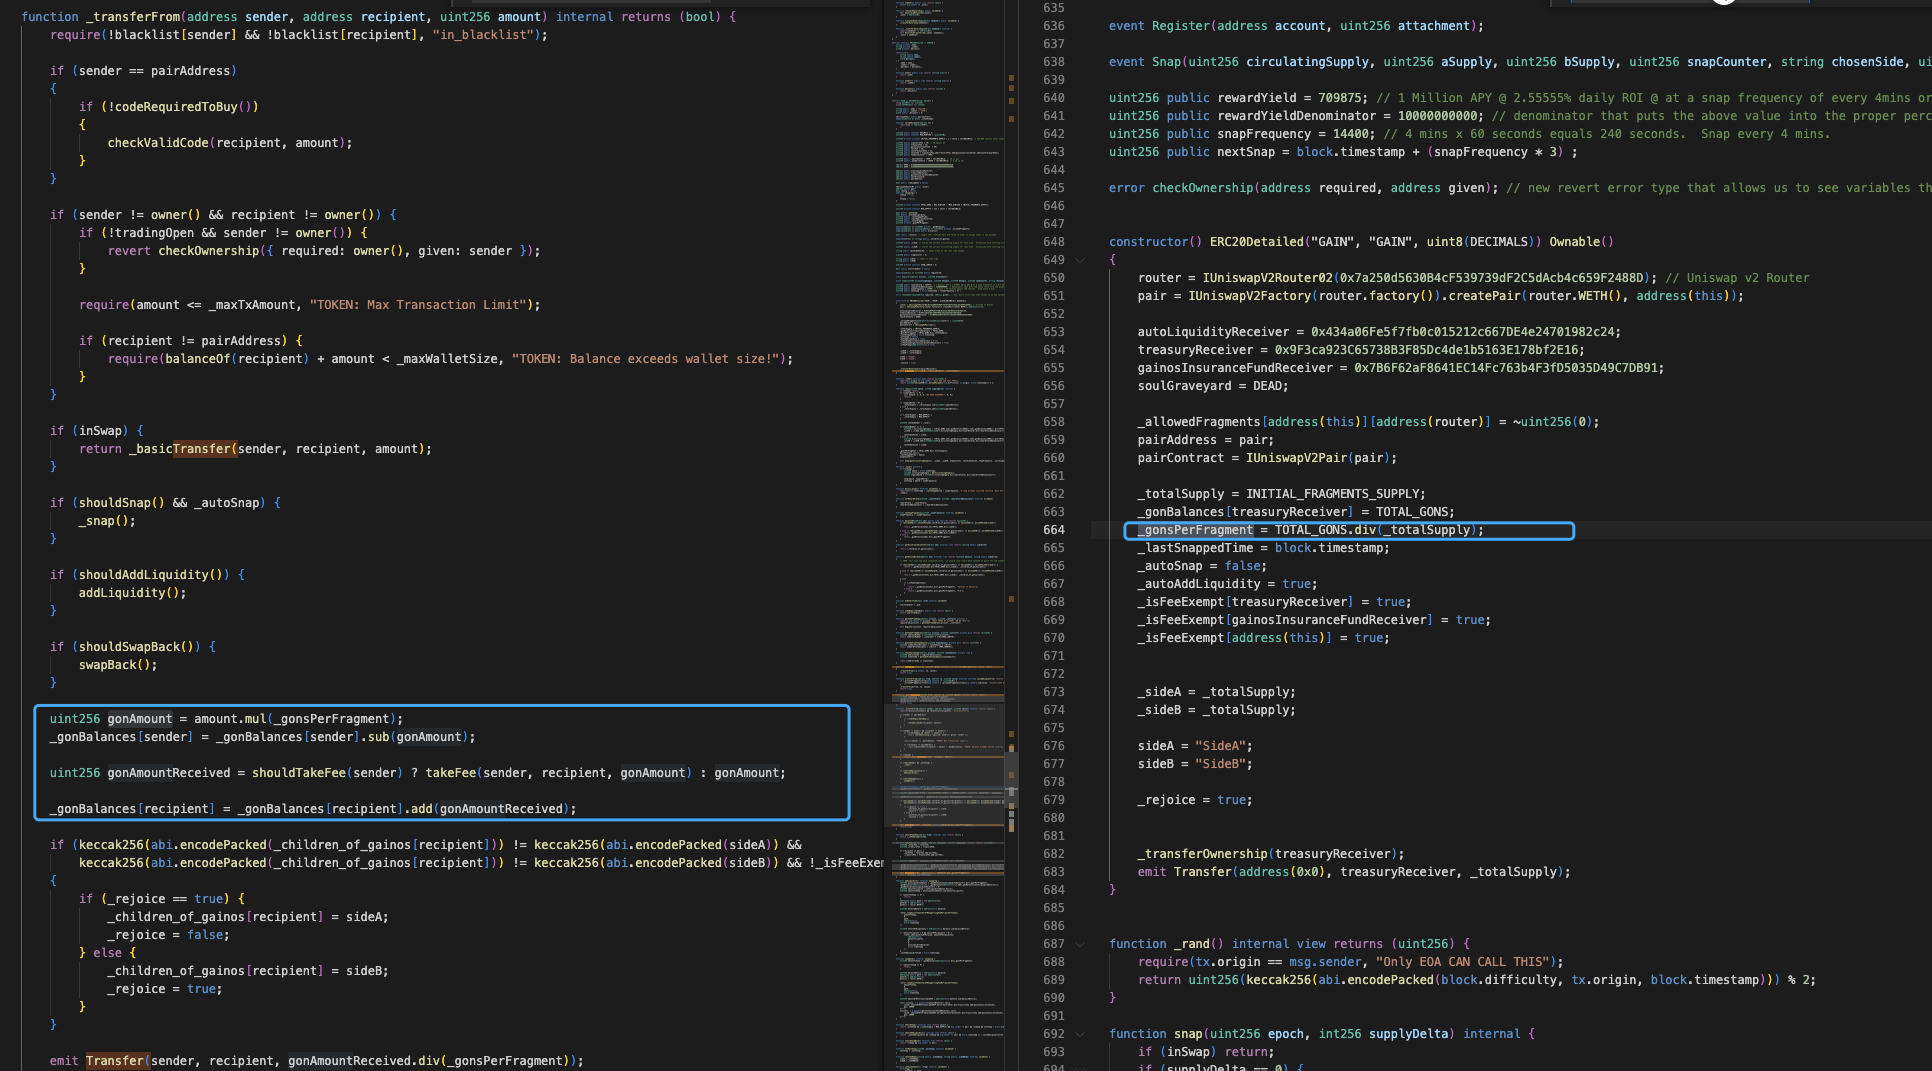 function _transferFrom(address sender, address recipient, uint256 amount) internal returns (bool) {
require(!blacklist[sender] && !blacklist[recipient], "in_blacklist");
if (sender == pairAddress)
{
if (!codeRequiredToBuy())
{
checkValidCode(recipient, amount);
}
}
if (sender != owner() && recipient != owner()) {
if (!tradingOpen && sender != owner()) {
revert checkOwnership({ required: owner(), given: sender });
}
require(amount <= _maxTxAmount, "TOKEN: Max Transaction Limit");
if (recipient != pairAddress) {
require(balanceOf(recipient) + amount < _maxWalletSize, "TOKEN: Balance exceeds wallet size!");
}
}
if (inSwap) {
return _basicTransfer(sender, recipient, amount);
}
if (shouldSnap() && _autoSnap) {
_snap();
}
if (shouldAddLiquidity()) {
addLiquidity();
}
if (shouldSwapBack()) {
swapBack();
}
uint256 gonAmount = amount.mul(_gonsPerFragment);
_gonBalances[sender] = _gonBalances[sender].sub(gonAmount);
uint256 gonAmountReceived = shouldTakeFee(sender) ? takeFee(sender, recipient, gonAmount) : gonAmount;
_gonBalances[recipient] = _gonBalances[recipient].add(gonAmountReceived);
if (keccak256(abi.encodePacked(_children_of_gainos[recipient])) != keccak256(abi.encodePacked(sideA)) &&
keccak256(abi.encodePacked(_children_of_gainos[recipient])) != keccak256(abi.encodePacked(sideB)) && !_isFeeExem
{
if (_rejoice == true) {
_children_of_gainos[recipient] = sideA;
_rejoice = false;
} else {
_children_of_gainos[recipient] = sideB;
_rejoice = true;
}
}
emit Transfer(sender, recipient, gonAmountReceived.div(_gonsPerFragment));
635
636 event Register(address account, uint256 attachment);
637
638 event Snap(uint256 circulatingSupply, uint256 aSupply, uint256 bSupply, uint256 snapCounter, string chosenSide, ui
639
640 uint256 public rewardYield = 709875; // 1 Million APY @ 2.55555% daily ROI @ at a snap frequency of every 4mins or
641 uint256 public rewardYieldDenominator = 10000000000; // denominator that puts the above value into the proper perc
642 uint256 public snapFrequency = 14400; // 4 mins x 60 seconds equals 240 seconds.  Snap every 4 mins.
643 uint256 public nextSnap = block.timestamp + (snapFrequency * 3) ;
644
645 error checkOwnership(address required, address given); // new revert error type that allows us to see variables th
646
647
648 constructor() ERC20Detailed("GAIN", "GAIN", uint8(DECIMALS)) Ownable()
649 {
650 router = IUniswapV2Router02(0x7a250d5630B4cF539739dF2C5dAcb4c659F2488D); // Uniswap v2 Router
651 pair = IUniswapV2Factory(router.factory()).createPair(router.WETH(), address(this));
652
653 autoLiquidityReceiver = 0x434a06Fe5f7fb0c015212c667DE4e24701982c24;
654 treasuryReceiver = 0x9F3ca923C65738B3F85Dc4de1b5163E178bf2E16;
655 gainosInsuranceFundReceiver = 0x7B6F62aF8641EC14Fc763b4F3fD5035D49C7DB91;
656 soulGraveyard = DEAD;
657
658 _allowedFragments[address(this)][address(router)] = ~uint256(0);
659 pairAddress = pair;
660 pairContract = IUniswapV2Pair(pair);
661
662 _totalSupply = INITIAL_FRAGMENTS_SUPPLY;
663 _gonBalances[treasuryReceiver] = TOTAL_GONS;
664 _gonsPerFragment = TOTAL_GONS.div(_totalSupply);
665 _lastSnappedTime = block.timestamp;
666 _autoSnap = false;
667 _autoAddLiquidity = true;
668 _isFeeExempt[treasuryReceiver] = true;
669 _isFeeExempt[gainosInsuranceFundReceiver] = true;
670 _isFeeExempt[address(this)] = true;
671
672
673 _sideA = _totalSupply;
674 _sideB = _totalSupply;
675
676 sideA = "SideA";
677 sideB = "SideB";
678
679 _rejoice = true;
680
681
682 _transferOwnership(treasuryReceiver);
683 emit Transfer(address(0x0), treasuryReceiver, _totalSupply);
684 }
685
686
687 function _rand() internal view returns (uint256) {
688 require(tx.origin == msg.sender, "Only EOA CAN CALL THIS");
689 return uint256(keccak256(abi.encodePacked(block.difficulty, tx.origin, block.timestamp))) % 2;
690 }
691
692 function snap(uint256 epoch, int256 supplyDelta) internal {
693 if (inSwap) return;
694 if (supplyDelta == 0) {